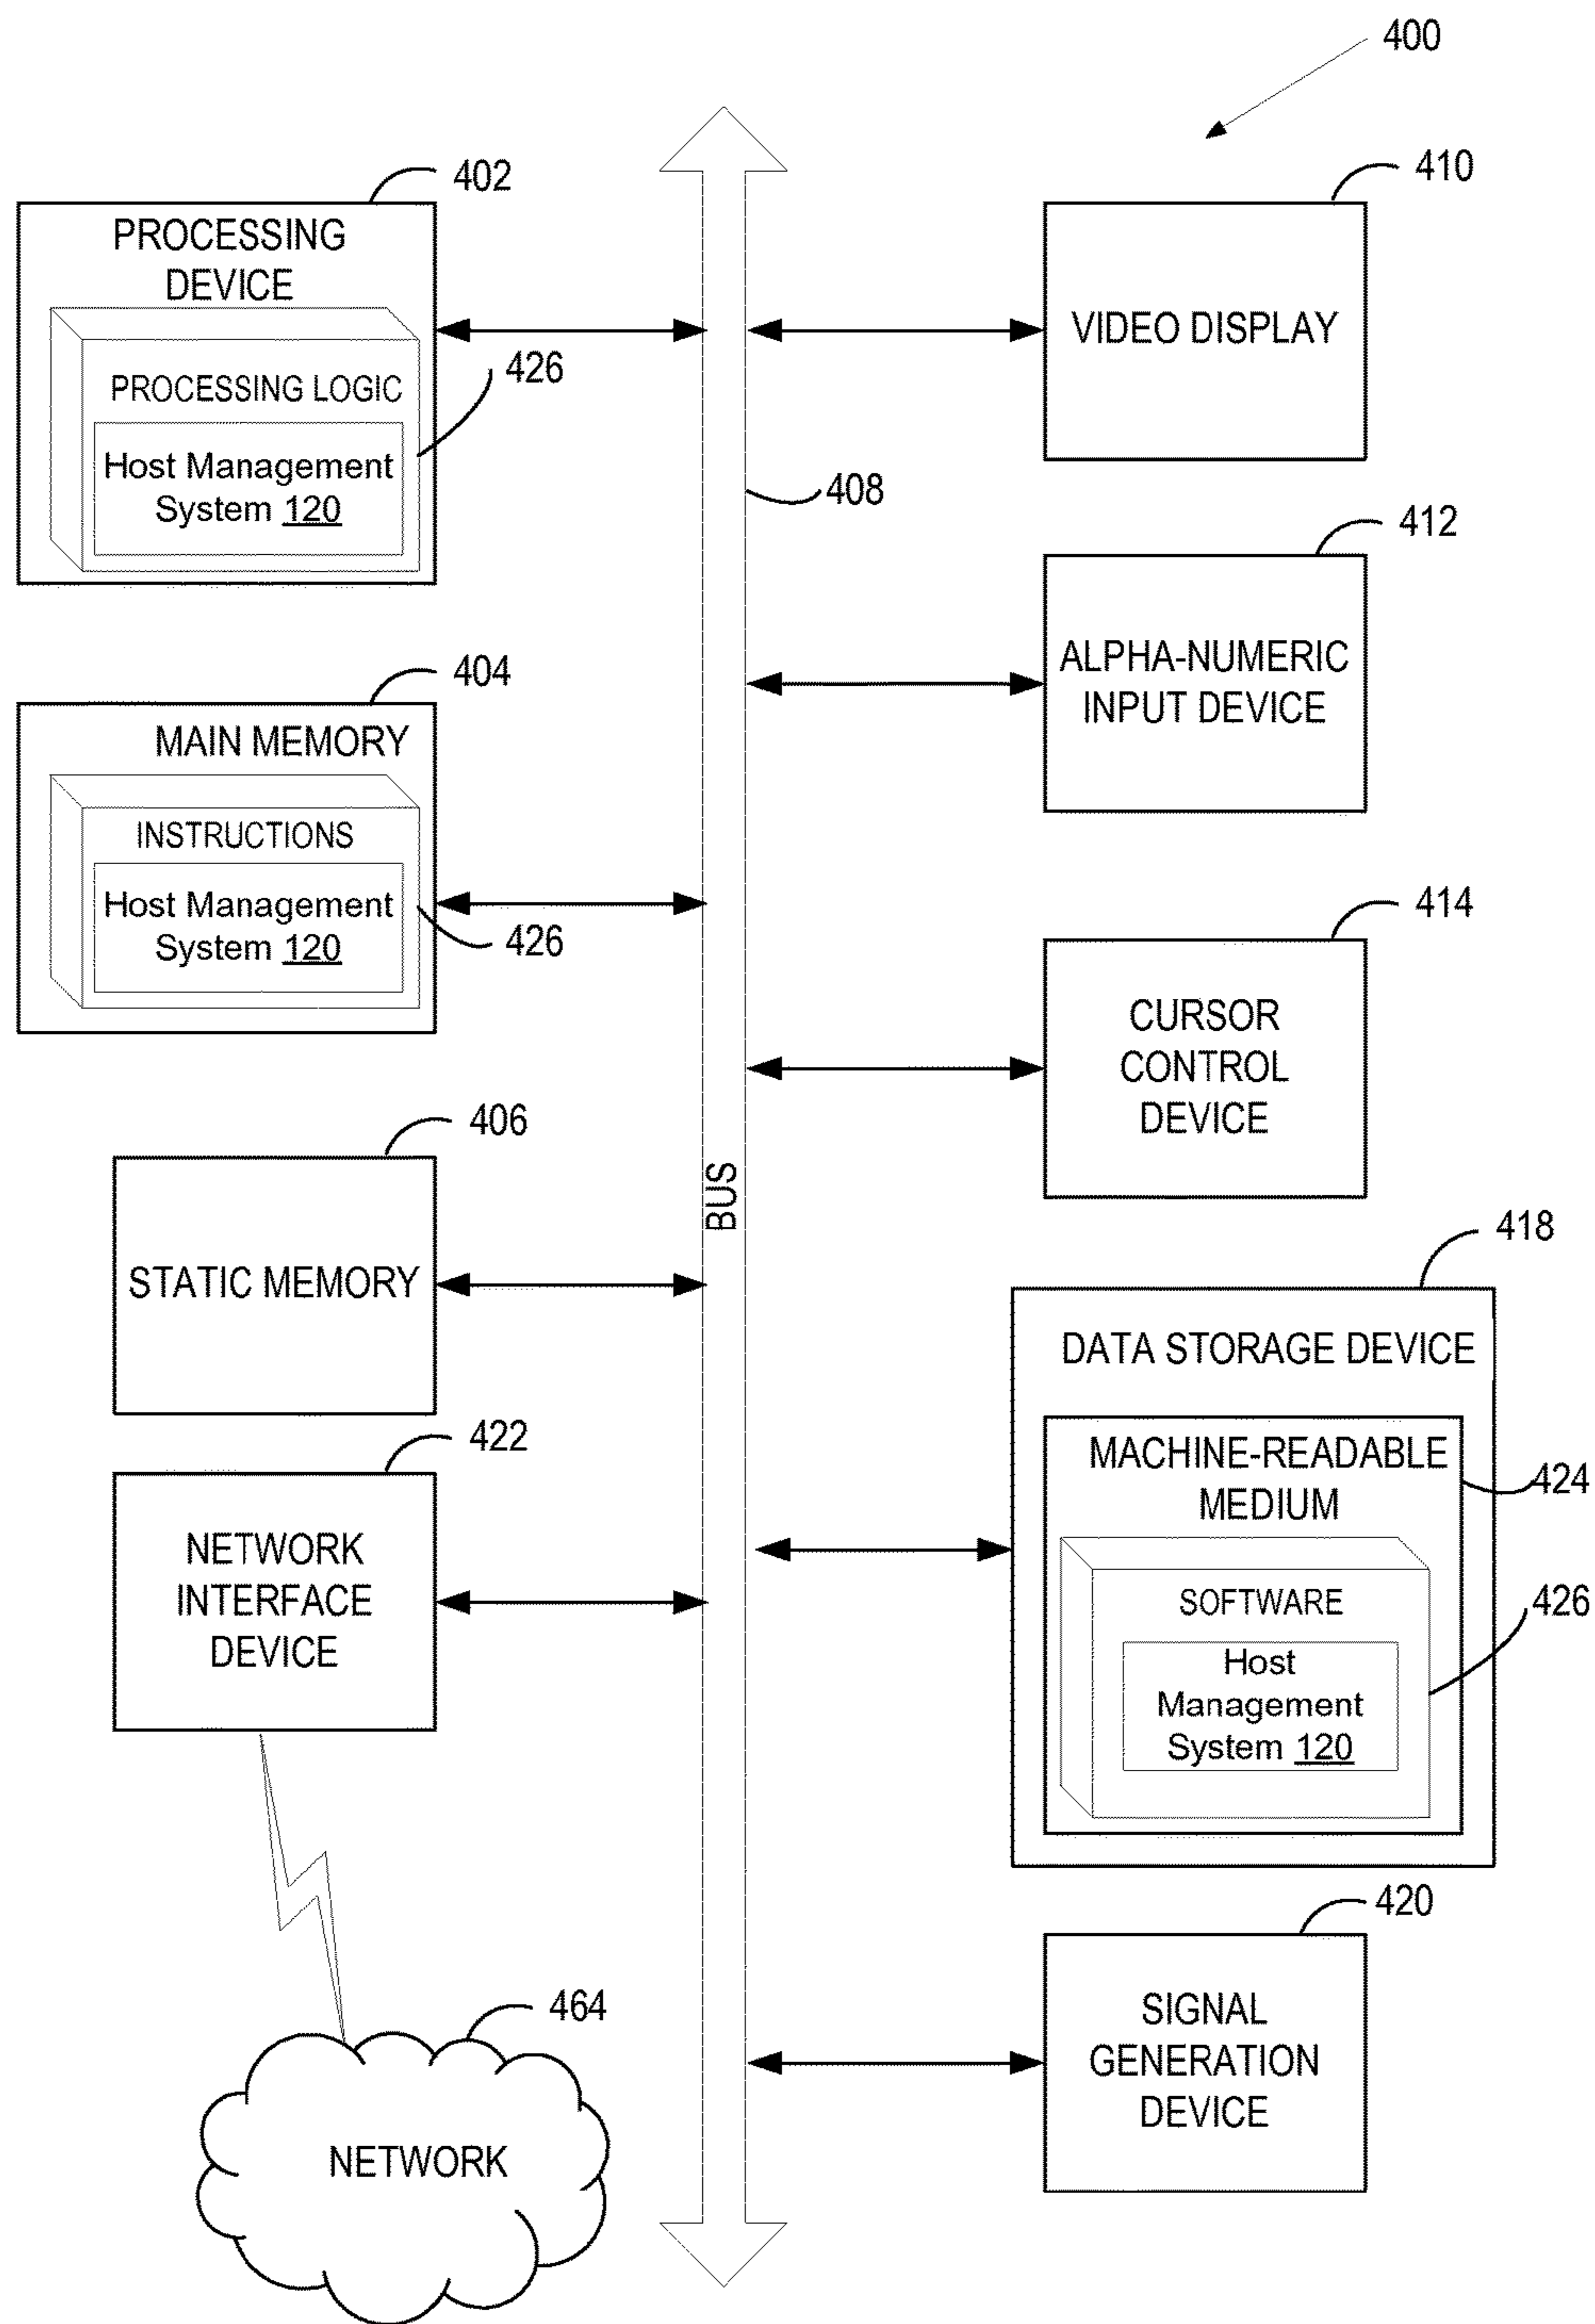 400
402
PROCESSING
DEVICE
PROCESSING LOGIC
426
Host Management
System 120
404
MAIN MEMORY
INSTRUCTIONS
Host Management
System 120
426
406
STATIC MEMORY
422
NETWORK
INTERFACE
DEVICE
464
NETWORK
408
BUS
410
VIDEO DISPLAY
412
ALPHA-NUMERIC
INPUT DEVICE
414
CURSOR
CONTROL
DEVICE
418
DATA STORAGE DEVICE
MACHINE-READABLE
MEDIUM
424
SOFTWARE
426
Host
Management
System 120
420
SIGNAL
GENERATION
DEVICE